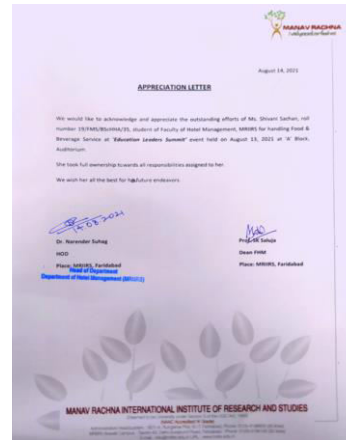 MANAV RACHNA
August 14, 2021
APPRECIATION LETTER
We would like to acknowledge and appreciate the outstanding efforts of Ms. Shivani Sachan, roll
number 19/FMS/BScHHA/35, student of Faculty of Hotel Management, MRIIRS for handling Food &
Beverage Service at 'Education Leaders Summit' event held on August 13, 2021 at 'A' Block,
Auditorium.
She took full ownership towards all responsibilities assigned to her.
We wish her all the best for her future endeavors
Dr. Narender Suhag
Prof. SK Saluja
HOD
Dean FHM
Place: MRIIRS, Faridabad
Place: MRIIRS, Faridabad
Head of Department
Department of Hotel Management (MRIIRS)
MANAV RACHNA INTERNATIONAL INSTITUTE OF RESEARCH AND STUDIES